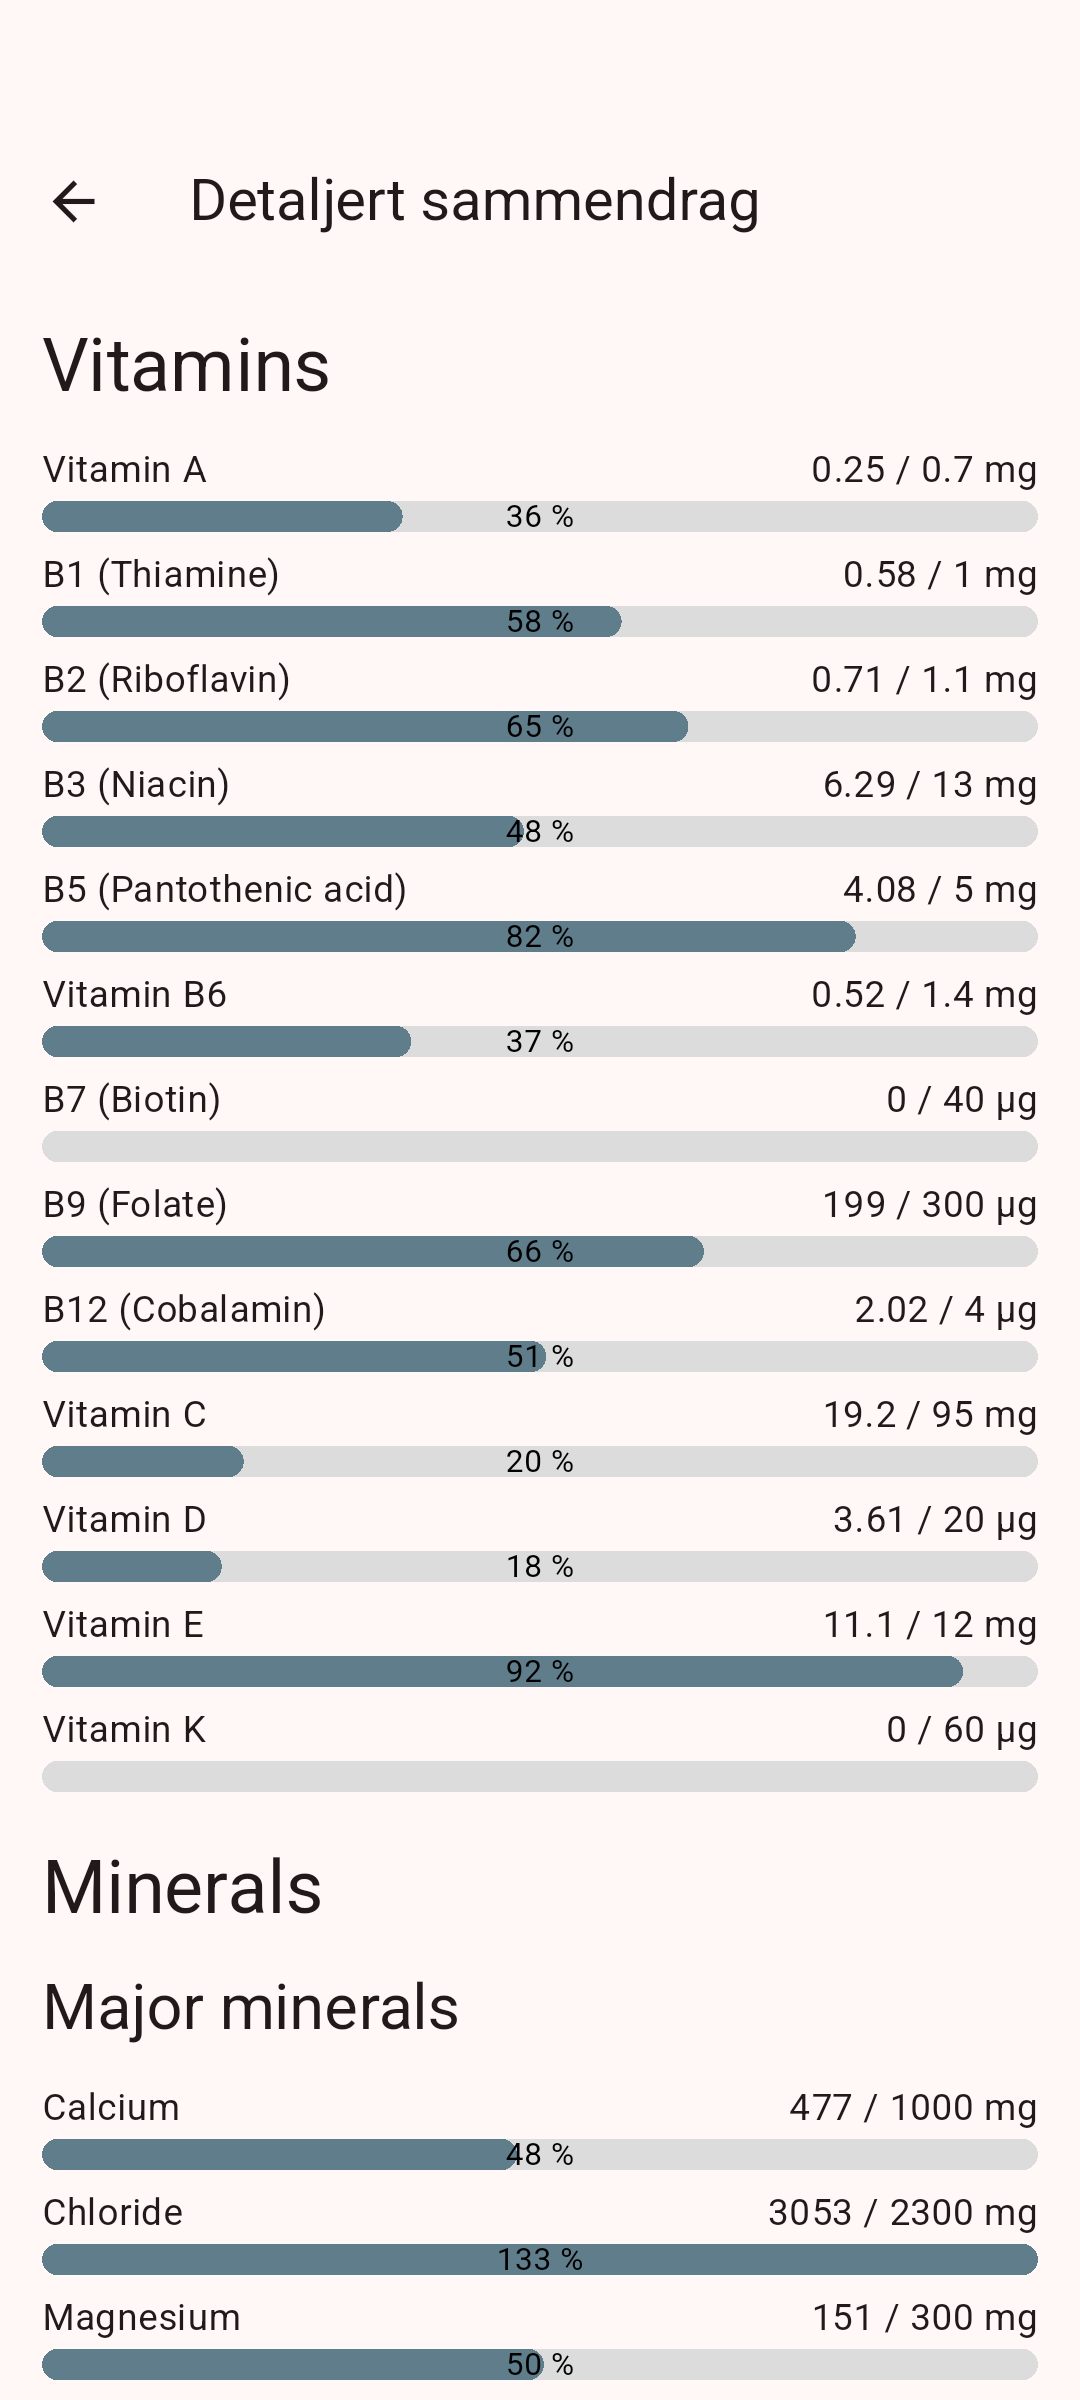 Detaljert sammendrag
Vitamins
Vitamin A 0.25 / 0.7 mg
36 %
B1 (Thiamine) 0.58 / 1 mg
58 %
B2 (Riboflavin) 0.71 / 1.1 mg
65 %
B3 (Niacin) 6.29 / 13 mg
48 %
B5 (Pantothenic acid) 4.08 / 5 mg
82 %
Vitamin B6 0.52 / 1.4 mg
37 %
B7 (Biotin) 0 / 40 µg
B9 (Folate) 199 / 300 µg
66 %
B12 (Cobalamin) 2.02 / 4 µg
51 %
Vitamin C 19.2 / 95 mg
20 %
Vitamin D 3.61 / 20 µg
18 %
Vitamin E 11.1 / 12 mg
92 %
Vitamin K 0 / 60 µg
Minerals
Major minerals
Calcium 477 / 1000 mg
48 %
Chloride 3053 / 2300 mg
133 %
Magnesium 151 / 300 mg
50 %